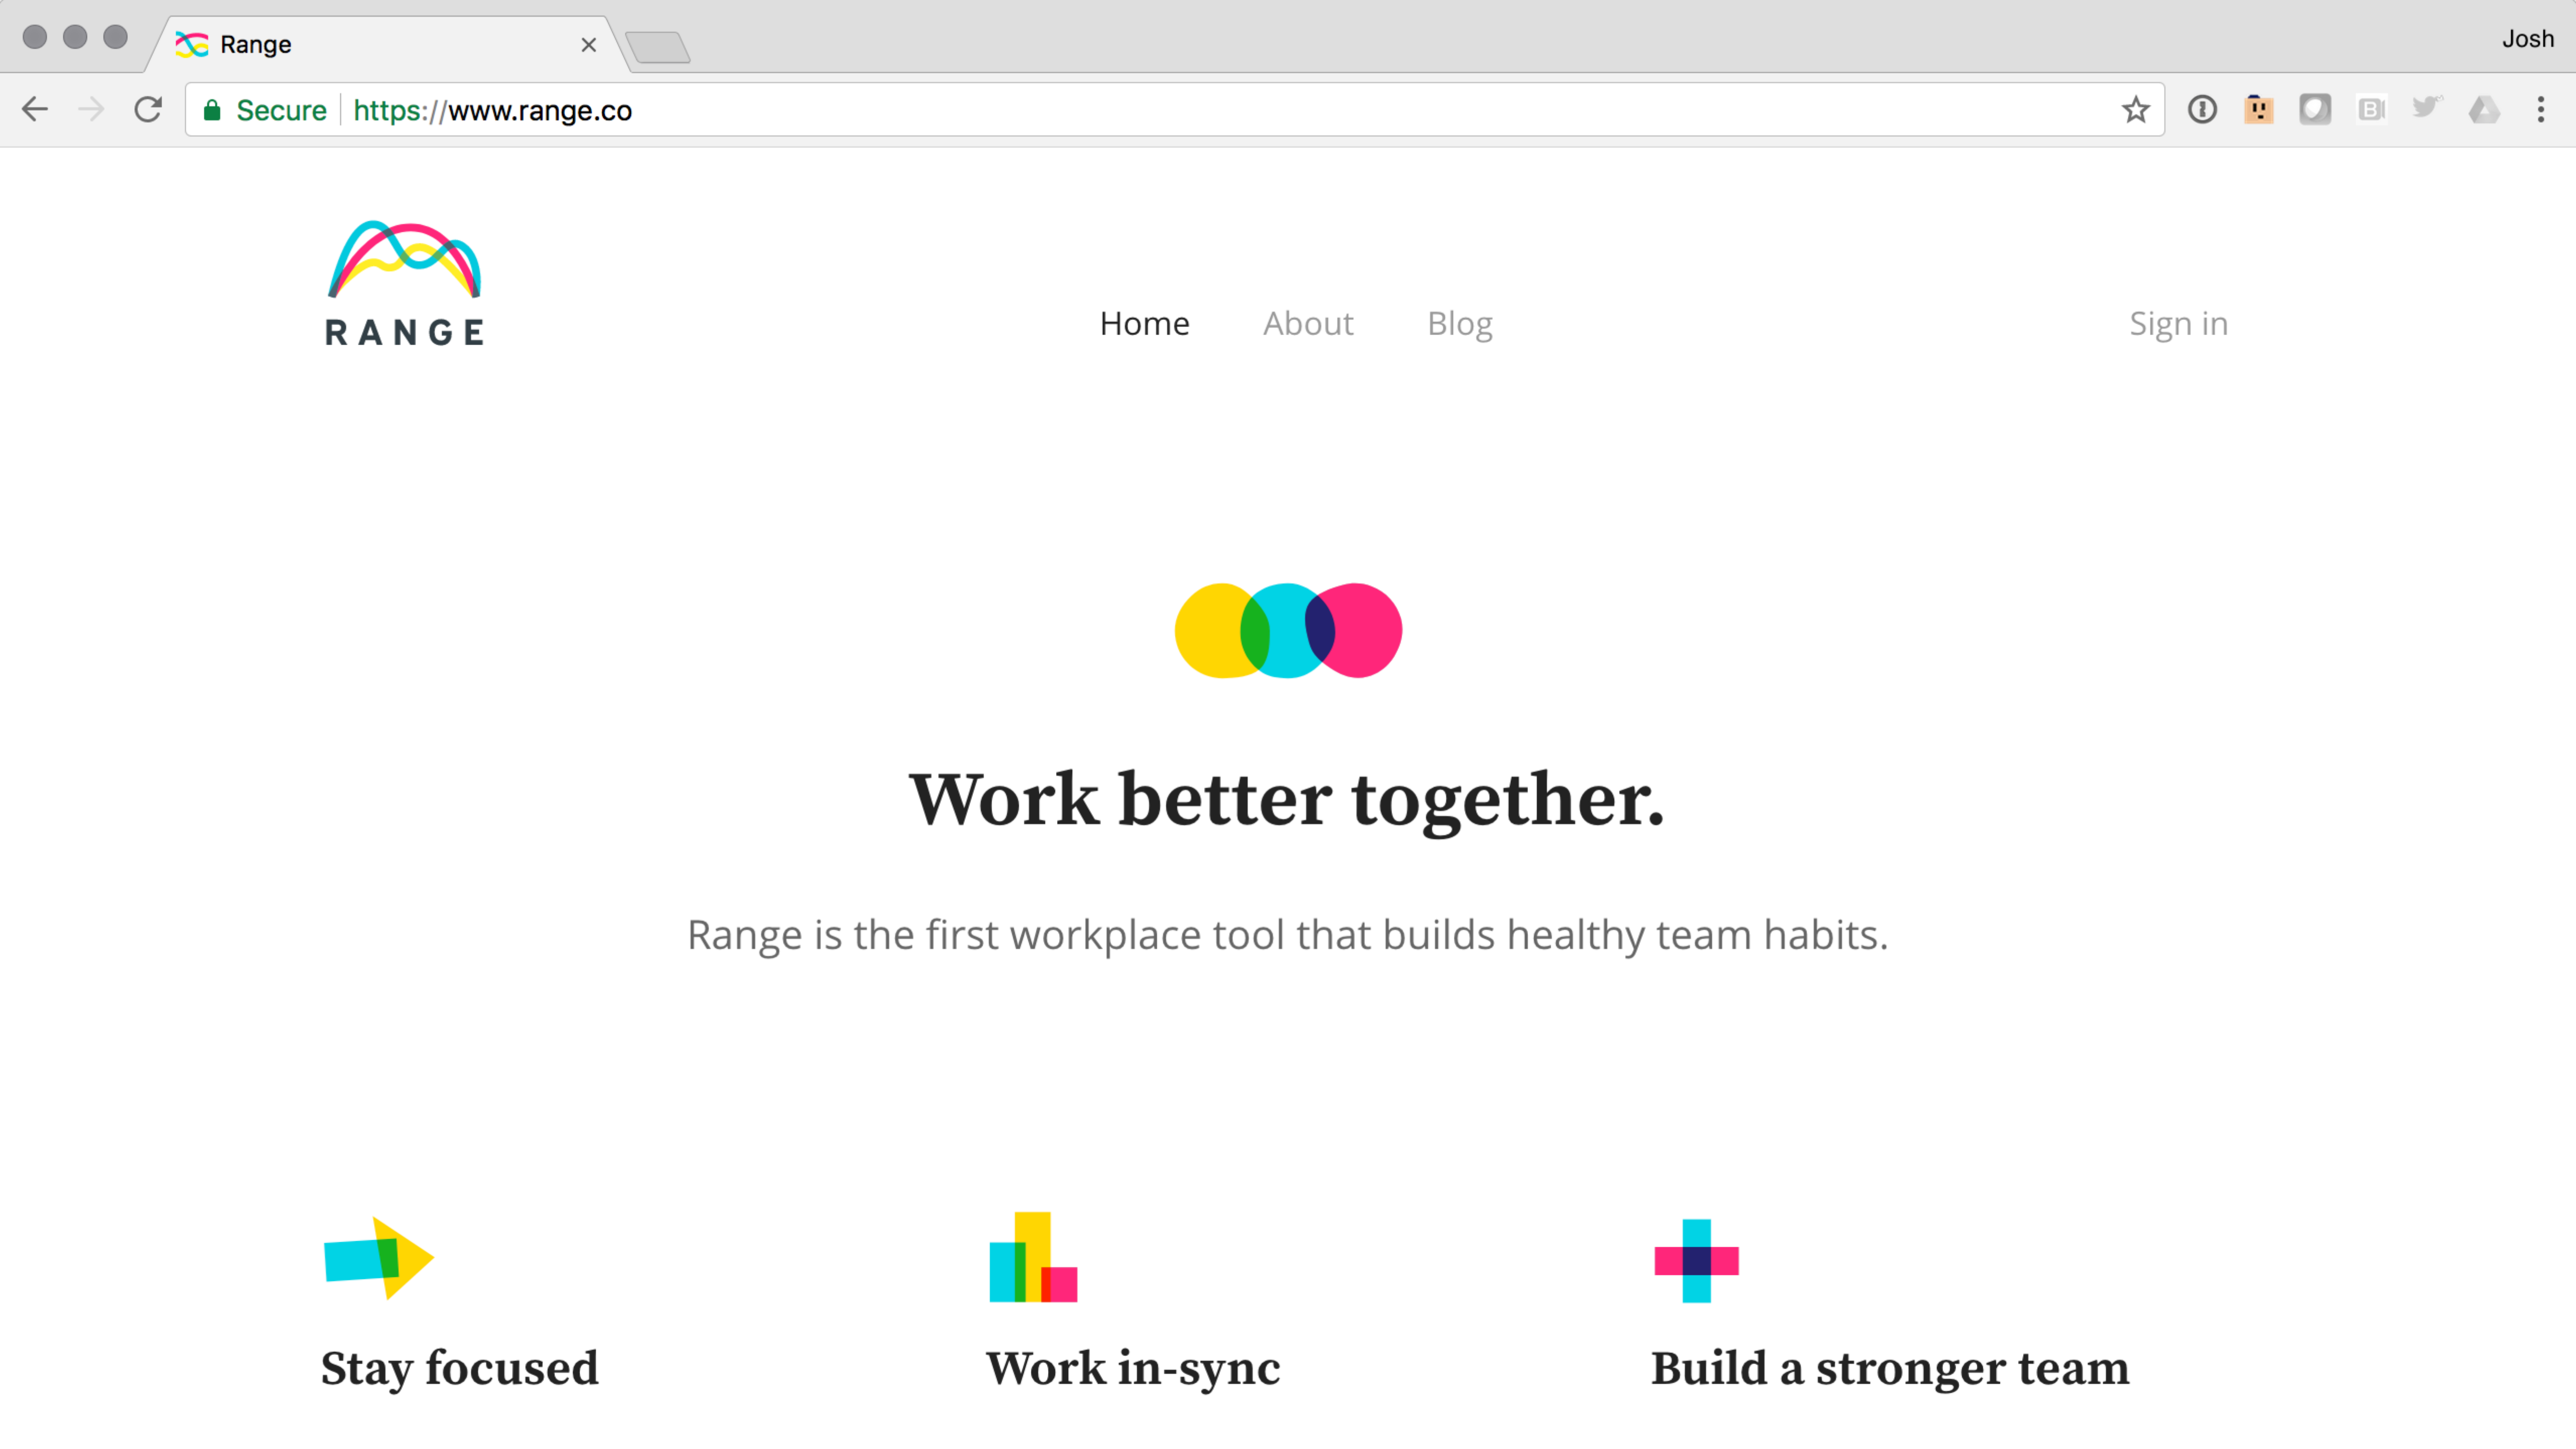 Range
Josh
Secure https://www.range.co
RANGE
Home About Blog Sign in
Work better together.
Range is the first workplace tool that builds healthy team habits.
Stay focused Work in-sync Build a stronger team